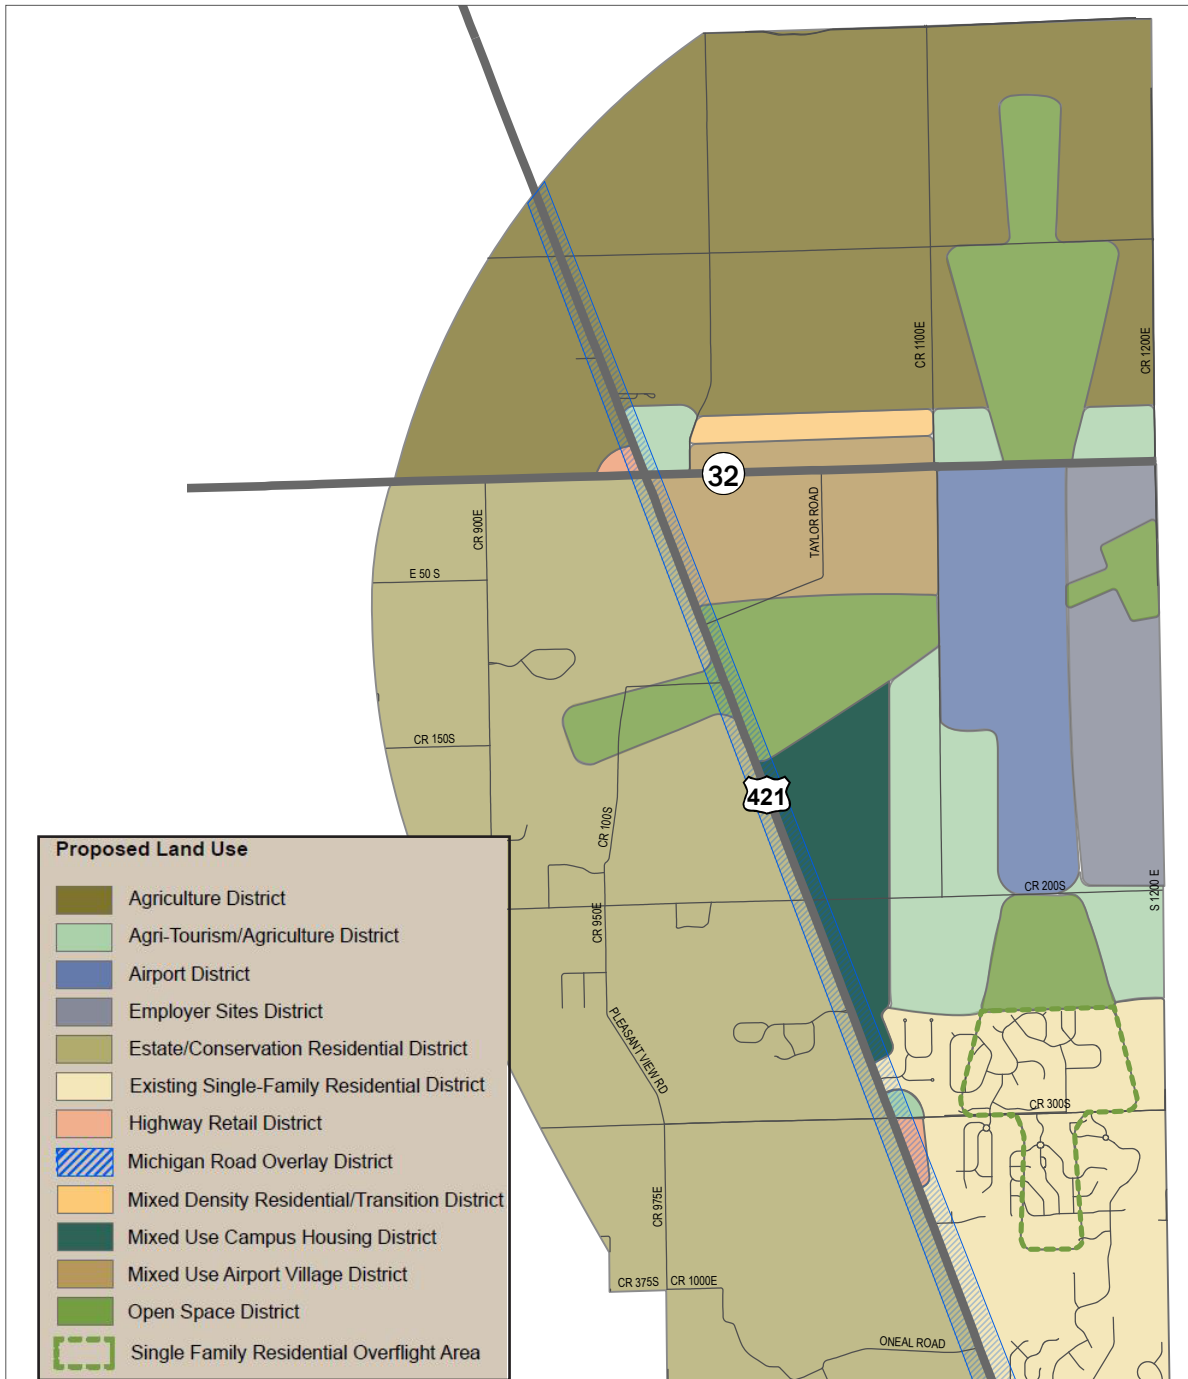 CR 1100E
CR 1200E
32
CR 900E
TAYLOR ROAD
E 50 S
CR 150S
421
CR 100S
CR 200S
S 1200 E
CR 950E
PLEASANT VIEW RD
CR 300S
CR 975E
CR 375S
CR 1000E
ONEAL ROAD
Proposed Land Use
Agriculture District
Agri-Tourism/Agriculture District
Airport District
Employer Sites District
Estate/Conservation Residential District
Existing Single-Family Residential District
Highway Retail District
Michigan Road Overlay District
Mixed Density Residential/Transition District
Mixed Use Campus Housing District
Mixed Use Airport Village District
Open Space District
Single Family Residential Overflight Area